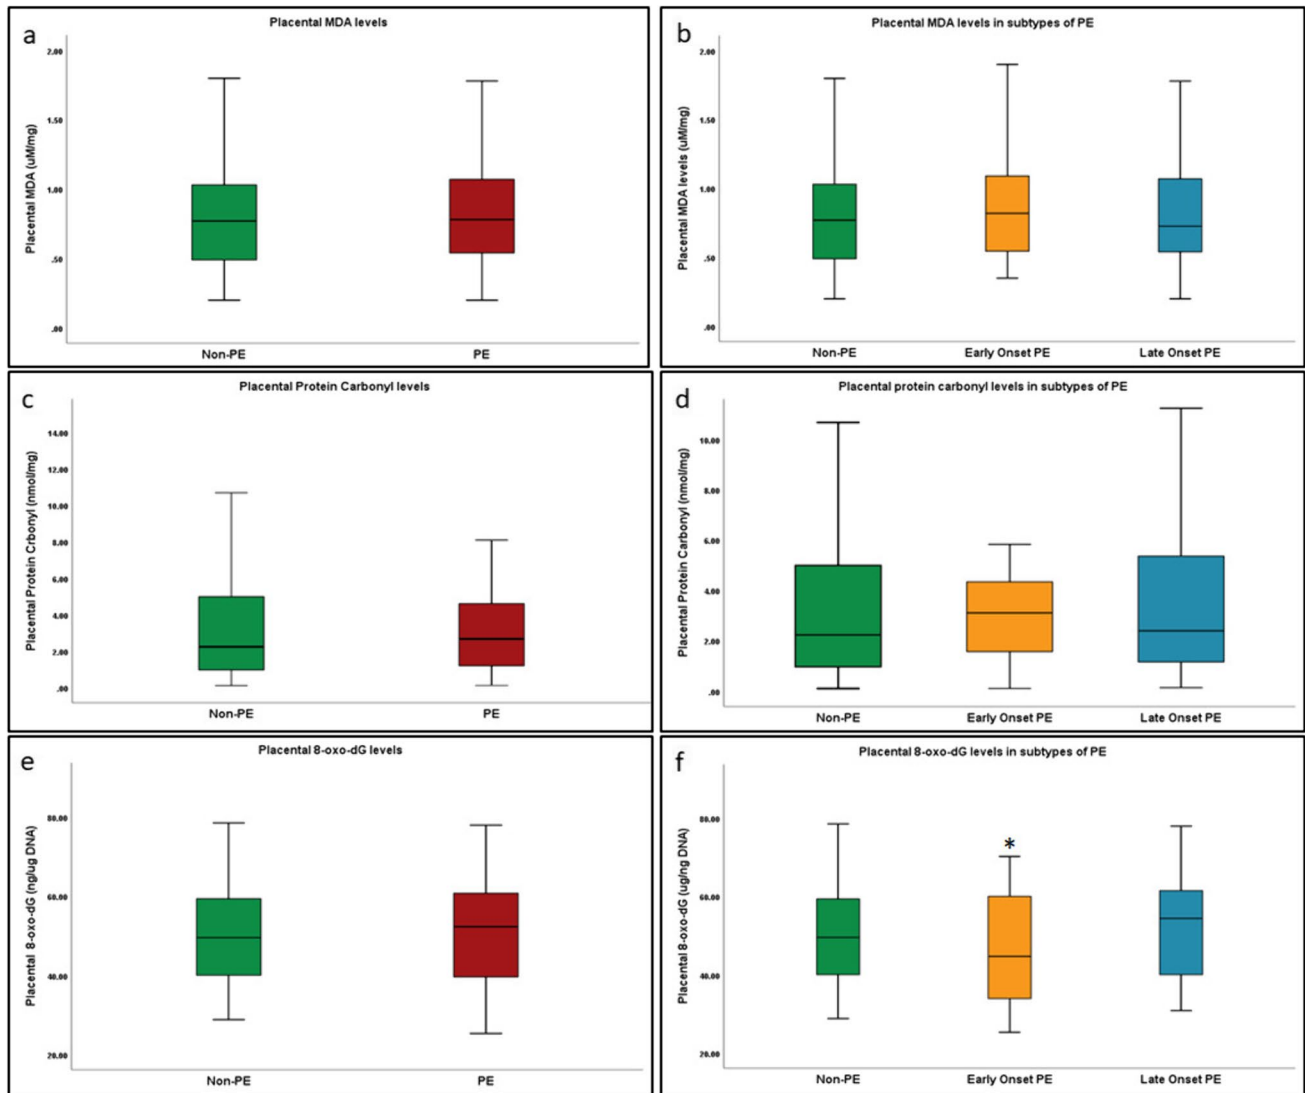 a
Placental MDA levels
Placental MDA (uM/mg)
2.00
1.50
1.00
.50
.00
Non-PE
PE
b
Placental MDA levels in subtypes of PE
Placental MDA levels (uM/mg)
2.00
1.50
1.00
.50
.00
Non-PE
Early Onset PE
Late Onset PE
c
Placental Protein Carbonyl levels
Placental Protein Crbonyl (nmol/mg)
14.00
12.00
10.00
8.00
6.00
4.00
2.00
.00
Non-PE
PE
d
Placental protein carbonyl levels in subtypes of PE
Placental Protein Carbonyl (nmol/mg)
10.00
8.00
6.00
4.00
2.00
.00
Non-PE
Early Onset PE
Late Onset PE
e
Placental 8-oxo-dG levels
Placental 8-oxo-dG (ng/ug DNA)
80.00
60.00
40.00
20.00
Non-PE
PE
f
Placental 8-oxo-dG levels in subtypes of PE
Placental 8-oxo-dG (ug/ng DNA)
80.00
60.00
40.00
20.00
*
Non-PE
Early Onset PE
Late Onset PE